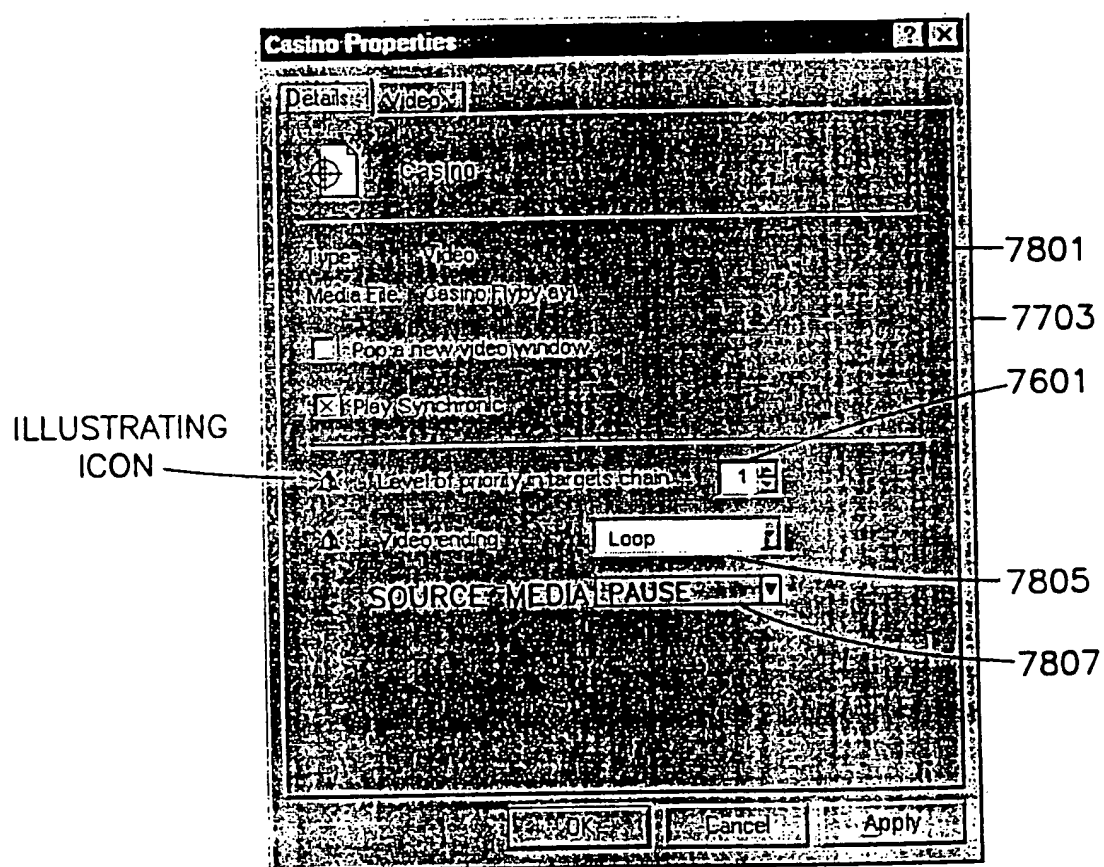 Casino Properties
Details Video
Casino
Type: Video
Media File: Casino Flyby.avi
Pop a new video window
Play Synchronic
Level of priority in targets chain 1
Video ending Loop
SOURCE MEDIA PAUSE
OK Cancel Apply
ILLUSTRATING
ICON
7801
7703
7601
7805
7807